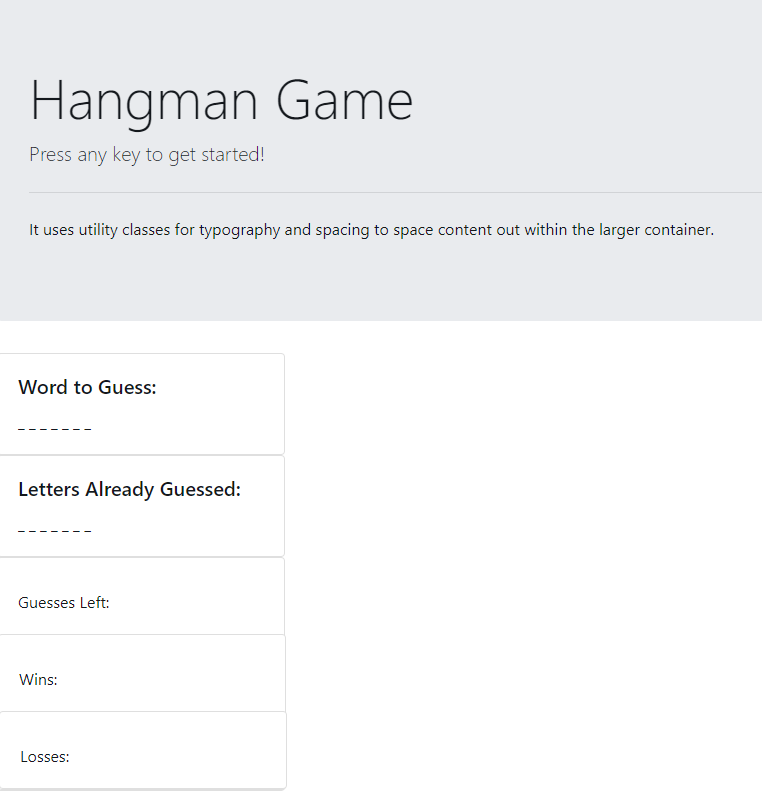 Hangman Game
Press any key to get started!
It uses utility classes for typography and spacing to space content out within the larger container.
Word to Guess:
_ _ _ _ _ _ _
Letters Already Guessed:
_ _ _ _ _ _ _
Guesses Left:
Wins:
Losses: